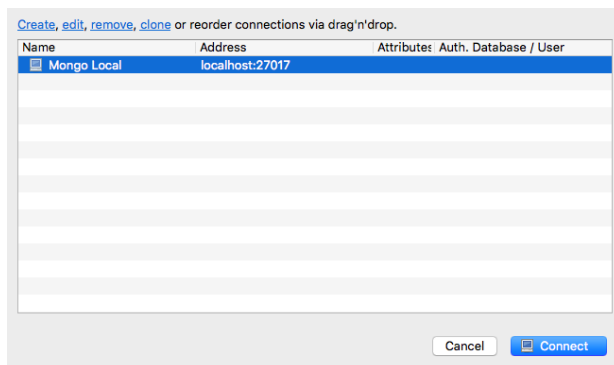 Create, edit, remove, clone or reorder connections via drag'n'drop.
Name Address Attributes Auth. Database / User
Mongo Local localhost:27017
Cancel Connect